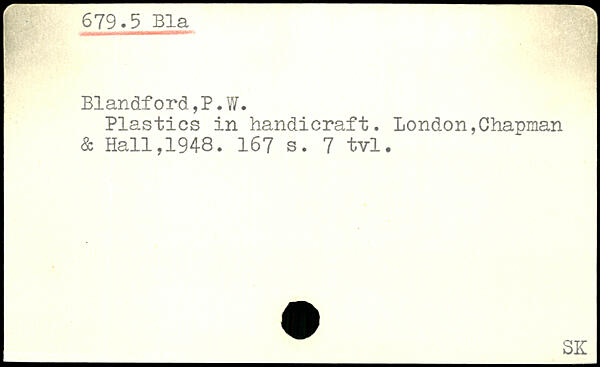 679.5 Bla
Blandford,P.W.
Plastics in handicraft. London,Chapman
& Hall,1948. 167 s. 7 tvl.
SK